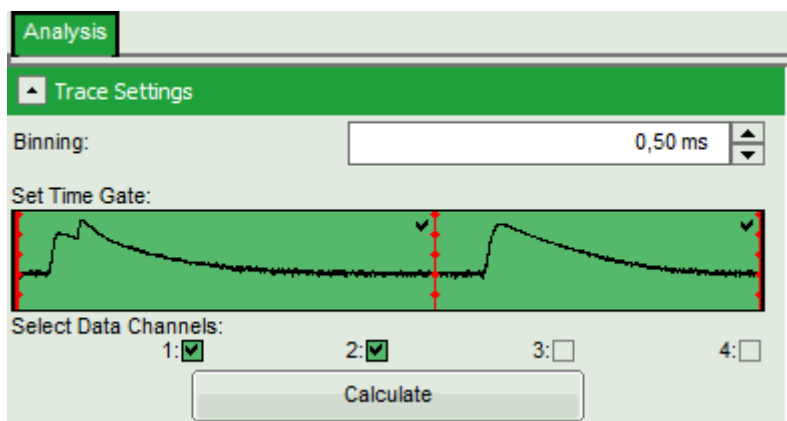 Analysis
Trace Settings
Binning: 0,50 ms
Set Time Gate:
Select Data Channels:
1: 2: 3: 4:
Calculate